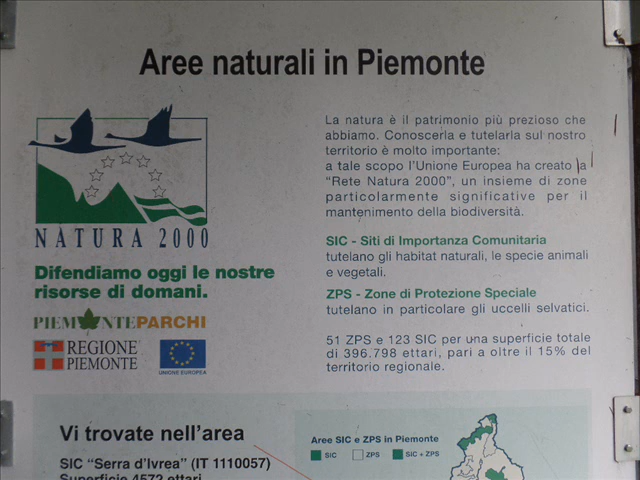 Aree naturali in Piemonte
NATURA 2000
Difendiamo oggi le nostre
risorse di domani.
PIEMONTEPARCHI
REGIONE
PIEMONTE
UNIONE EUROPEA
La natura è il patrimonio più prezioso che
abbiamo. Conoscerla e tutelarla sul nostro
territorio è molto importante:
a tale scopo l'Unione Europea ha creato la
“Rete Natura 2000”, un insieme di zone
particolarmente significative per il
mantenimento della biodiversità.
SIC - Siti di Importanza Comunitaria
tutelano gli habitat naturali, le specie animali
e vegetali.
ZPS - Zone di Protezione Speciale
tutelano in particolare gli uccelli selvatici.
51 ZPS e 123 SIC per una superficie totale
di 396.798 ettari, pari a oltre il 15% del
territorio regionale.
Vi trovate nell'area
SIC “Serra d'Ivrea” (IT 1110057)
Superficie 4572 ettari
Aree SIC e ZPS in Piemonte
SIC ZPS SIC + ZPS